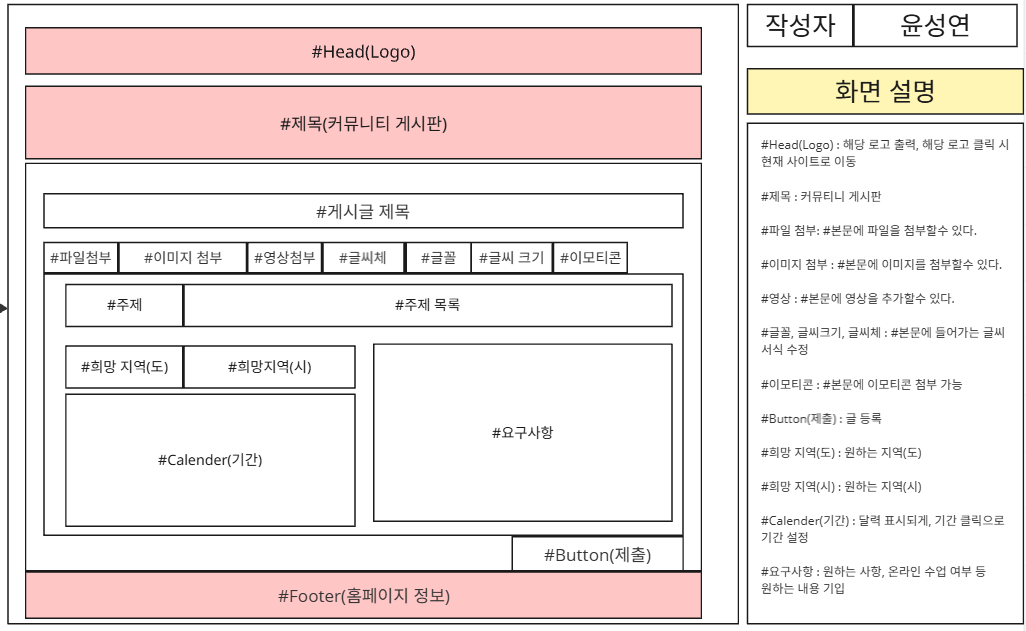 #Head(Logo)
#제목(커뮤니티 게시판)
#게시글 제목
#파일첨부 #이미지 첨부 #영상첨부 #글씨체 #글꼴 #글씨 크기 #이모티콘
#주제 #주제 목록
#희망 지역(도) #희망지역(시)
#요구사항
#Calender(기간)
#Button(제출)
#Footer(홈페이지 정보)
작성자 윤성연
화면 설명
#Head(Logo) : 해당 로고 출력, 해당 로고 클릭 시
현재 사이트로 이동
#제목 : 커뮤티니 게시판
#파일 첨부: #본문에 파일을 첨부할수 있다.
#이미지 첨부 : #본문에 이미지를 첨부할수 있다.
#영상 : #본문에 영상을 추가할수 있다.
#글꼴, 글씨크기, 글씨체 : #본문에 들어가는 글씨
서식 수정
#이모티콘 : #본문에 이모티콘 첨부 가능
#Button(제출) : 글 등록
#희망 지역(도) : 원하는 지역(도)
#희망 지역(시) : 원하는 지역(시)
#Calender(기간) : 달력 표시되게, 기간 클릭으로
기간 설정
#요구사항 : 원하는 사항, 온라인 수업 여부 등
원하는 내용 기입